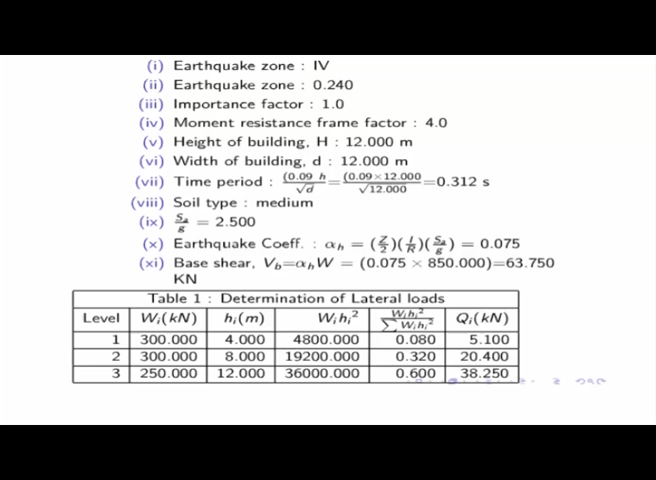 (i) Earthquake zone : IV
(ii) Earthquake zone : 0.240
(iii) Importance factor : 1.0
(iv) Moment resistance frame factor : 4.0
(v) Height of building, H : 12.000 m
(vi) Width of building, d : 12.000 m
(vii) Time period : (0.09 h/√d=(0.09×12.000/√12.000=0.312 s
(viii) Soil type : medium
(ix) Sa/g = 2.500
(x) Earthquake Coeff. : αh = (Z/2)(I/R)(Sa/g) = 0.075
(xi) Base shear, Vb=αhW = (0.075 × 850.000)=63.750
KN
Table 1 : Determination of Lateral loads
Level Wi(kN) hi(m) Wihi² Wihi²/∑Wihi² Qi(kN)
1 300.000 4.000 4800.000 0.080 5.100
2 300.000 8.000 19200.000 0.320 20.400
3 250.000 12.000 36000.000 0.600 38.250